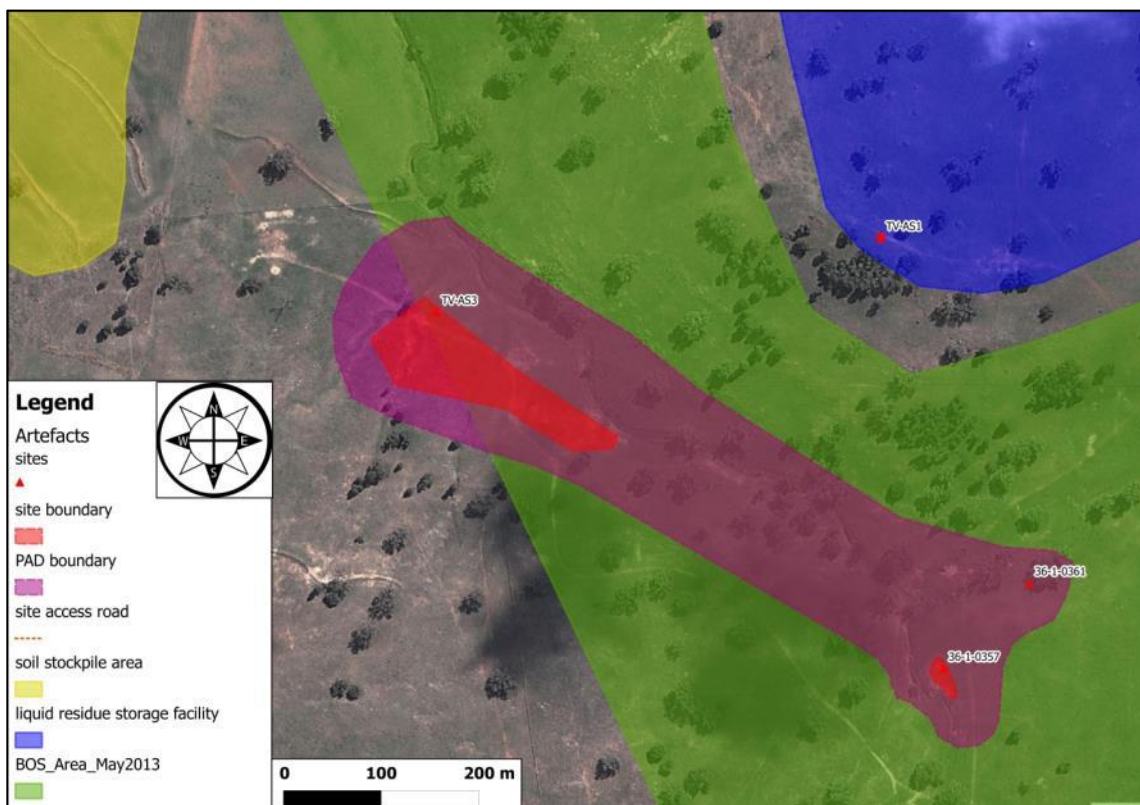 TV-AS1
TV-AS3
36-1-0361
36-1-0357
Legend
Artefacts
sites
site boundary
PAD boundary
site access road
soil stockpile area
liquid residue storage facility
BOS_Area_May2013
N
W E
S
0 100 200 m